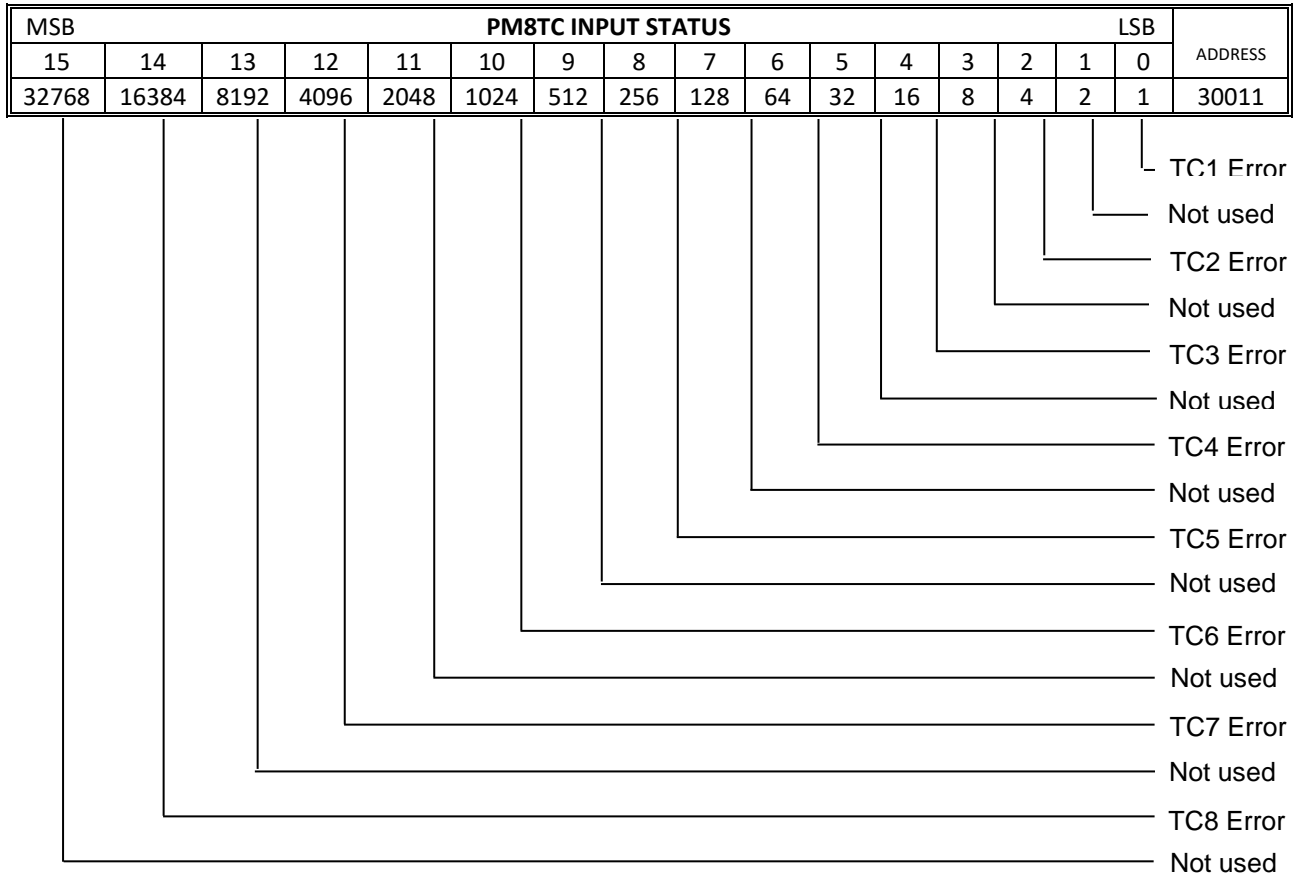 MSB PM8TC INPUT STATUS LSB ADDRESS
15 14 13 12 11 10 9 8 7 6 5 4 3 2 1 0
32768 16384 8192 4096 2048 1024 512 256 128 64 32 16 8 4 2 1 30011
TC1 Error
Not used
TC2 Error
Not used
TC3 Error
Not used
TC4 Error
Not used
TC5 Error
Not used
TC6 Error
Not used
TC7 Error
Not used
TC8 Error
Not used